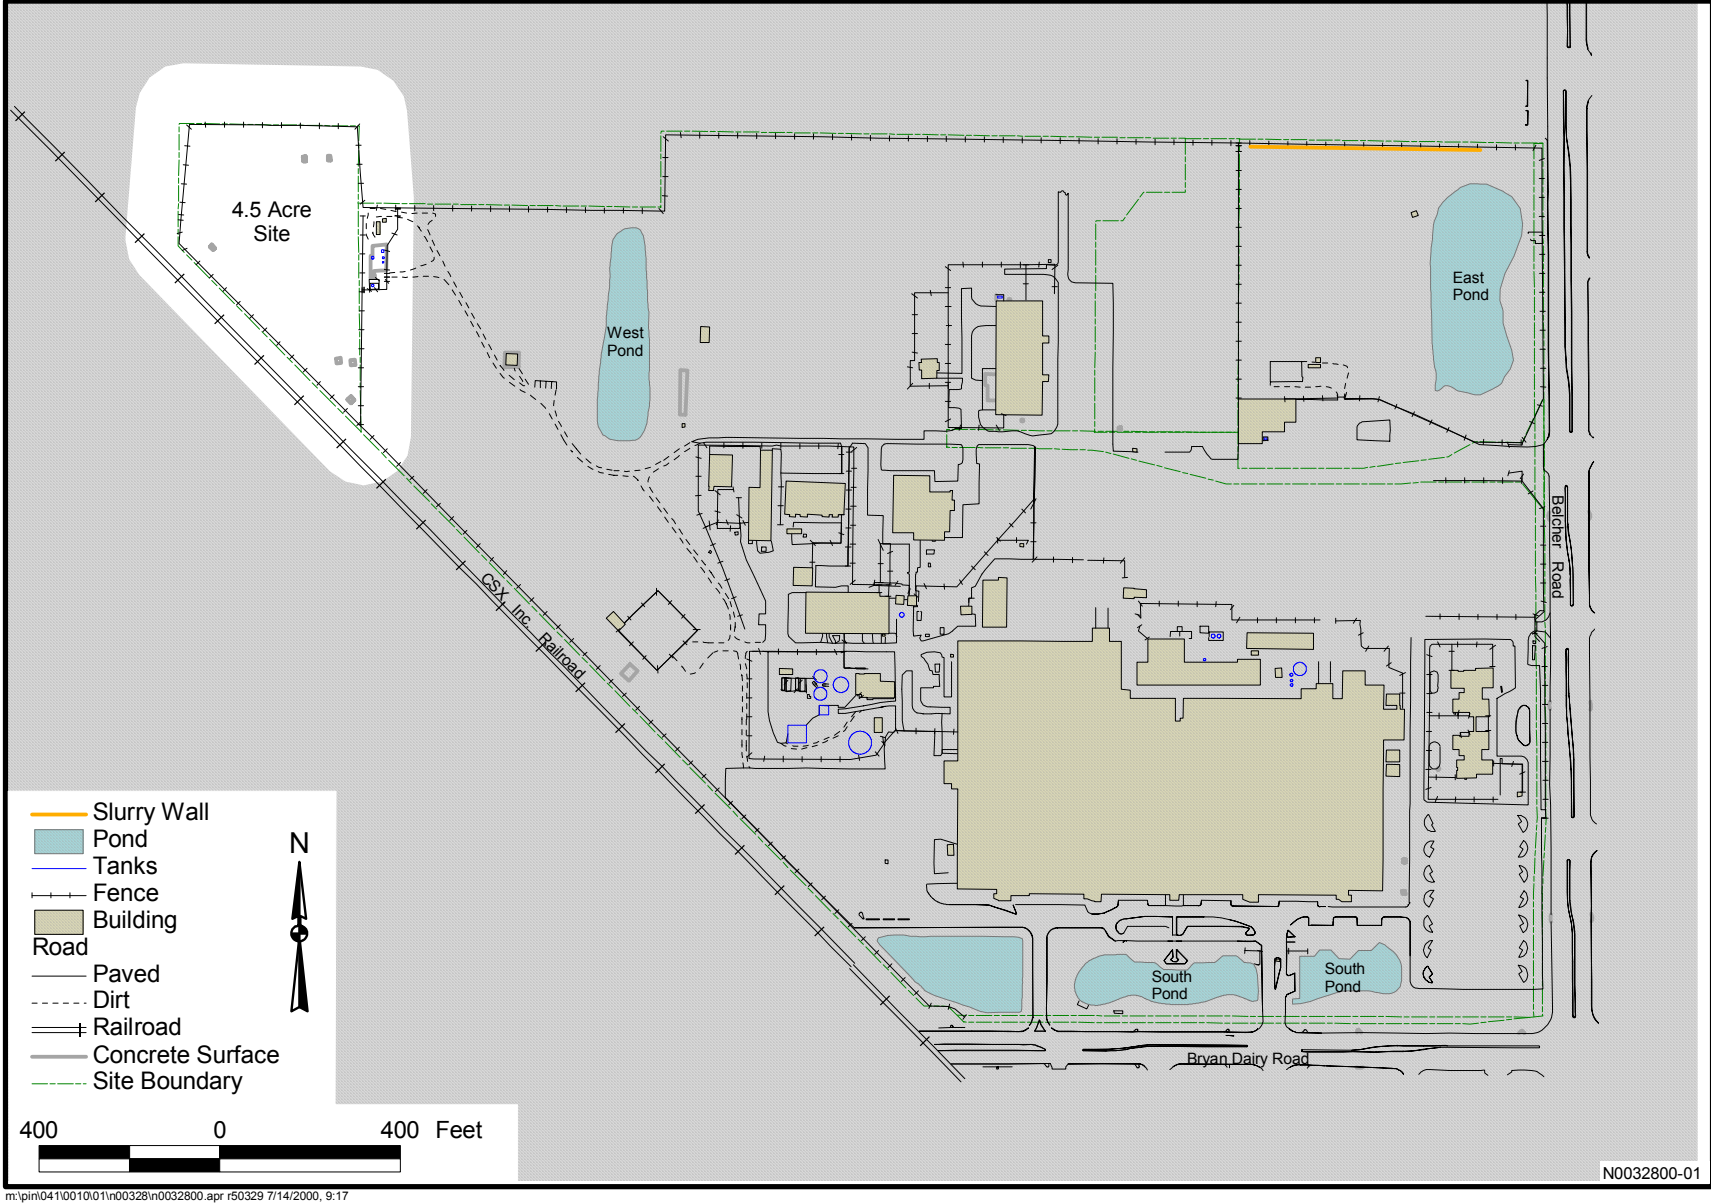 4.5 Acre
Site
West
Pond
East
Pond
Belcher Road
CSX, Inc. Railroad
South
Pond
South
Pond
Bryan Dairy Road
Slurry Wall
Pond
Tanks
Fence
Building
Road
Paved
Dirt
Railroad
Concrete Surface
Site Boundary
N
400 0 400 Feet
N0032800-01
m:\pin\041\0010\01\n00328\n0032800.apr r50329 7/14/2000, 9:17